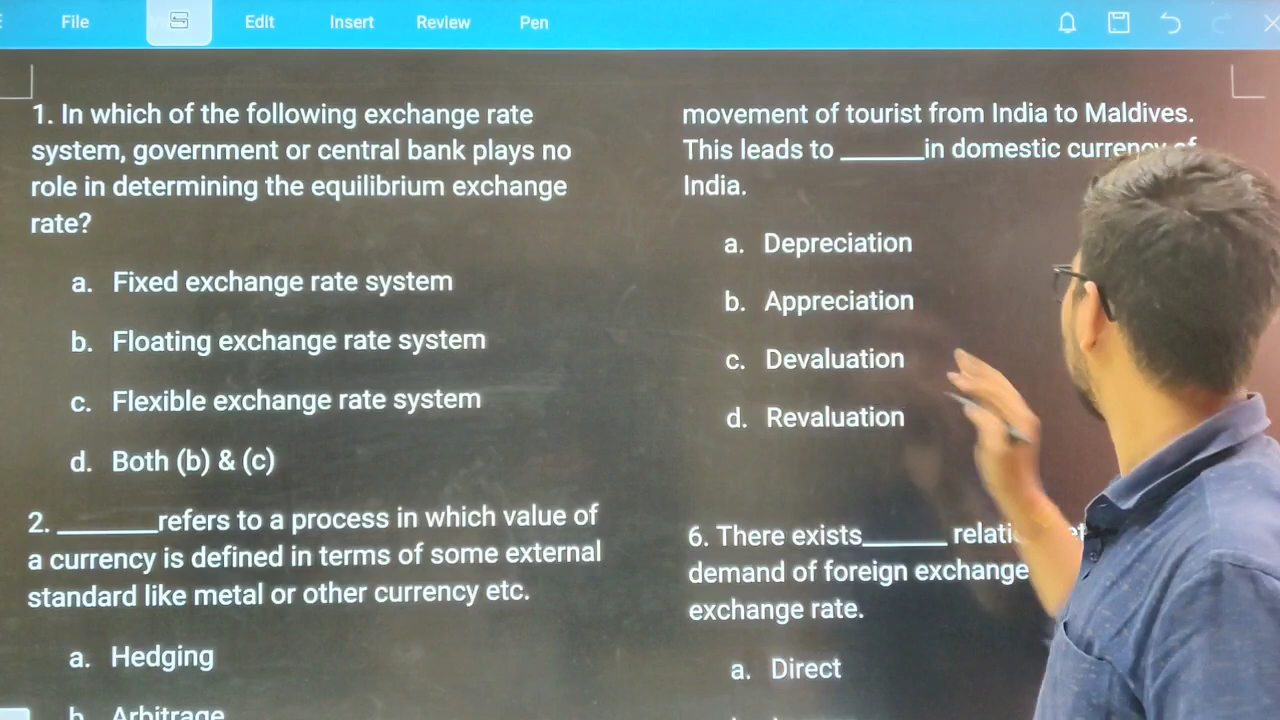 File
Edit
Insert
Review
Pen
1. In which of the following exchange rate
system, government or central bank plays no
role in determining the equilibrium exchange
rate?
a. Fixed exchange rate system
b. Floating exchange rate system
c. Flexible exchange rate system
d. Both (b) & (c)
2. _______refers to a process in which value of
a currency is defined in terms of some external
standard like metal or other currency etc.
a. Hedging
b. Arbitrage
movement of tourist from India to Maldives.
This leads to ______in domestic currency of
India.
a. Depreciation
b. Appreciation
c. Devaluation
d. Revaluation
6. There exists______
demand of foreign exchange
exchange rate.
a. Direct